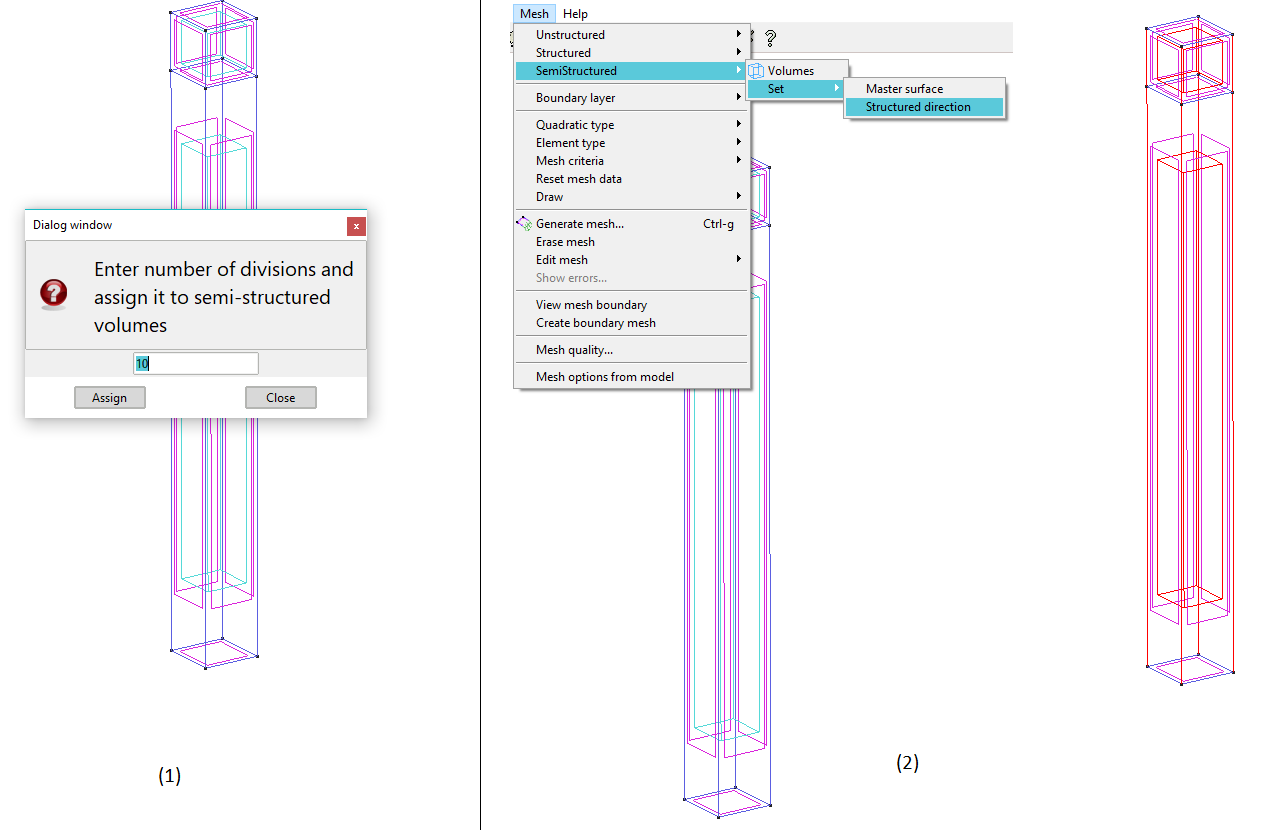 Dialog window
x
Enter number of divisions and
assign it to semi-structured
volumes
10
Assign Close
(1)
Mesh Help
Unstructured
Structured
SemiStructured
Boundary layer
Quadratic type
Element type
Mesh criteria
Reset mesh data
Draw
Generate mesh... Ctrl-g
Erase mesh
Edit mesh
Show errors...
View mesh boundary
Create boundary mesh
Mesh quality...
Mesh options from model
Volumes
Set
Master surface
Structured direction
(2)